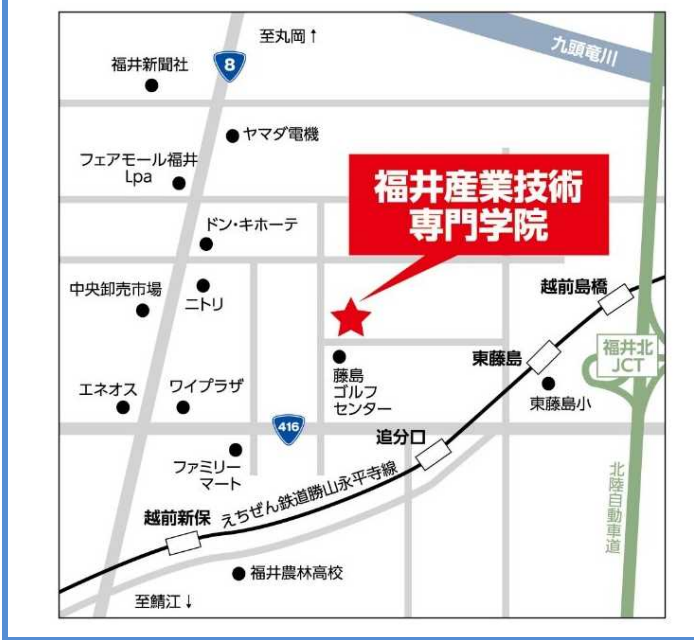 至丸岡↑
九頭竜川
福井新聞社
8
ヤマダ電機
フェアモール福井
Lpa
福井産業技術
専門学院
ドン・キホーテ
中央卸売市場
ニトリ
越前島橋
福井北
JCT
東藤島
藤島
ゴルフ
センター
エネオス
ワイプラザ
東藤島小
416
追分口
ファミリー
マート
えちぜん鉄道勝山永平寺線
北陸自動車道
越前新保
福井農林高校
至鯖江↓